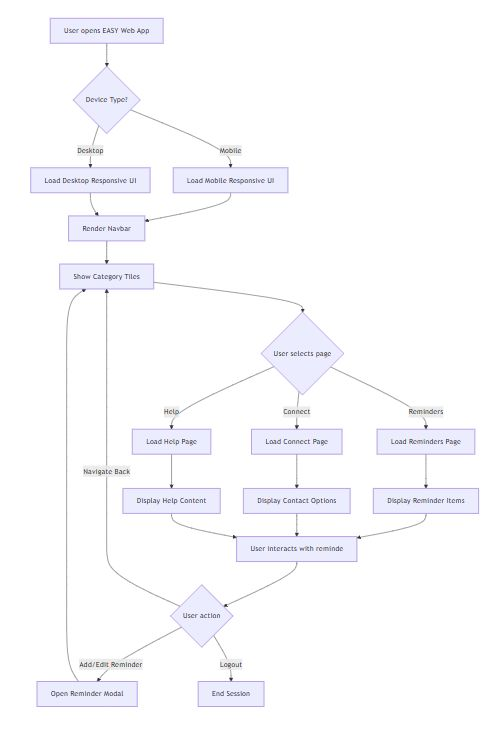 User opens EASY Web App
Device Type?
Desktop
Mobile
Load Desktop Responsive UI
Load Mobile Responsive UI
Render Navbar
Show Category Tiles
User selects page
Help
Connect
Reminders
Load Help Page
Load Connect Page
Load Reminders Page
Navigate Back
Display Help Content
Display Contact Options
Display Reminder Items
User interacts with reminde
User action
Add/Edit Reminder
Logout
Open Reminder Modal
End Session